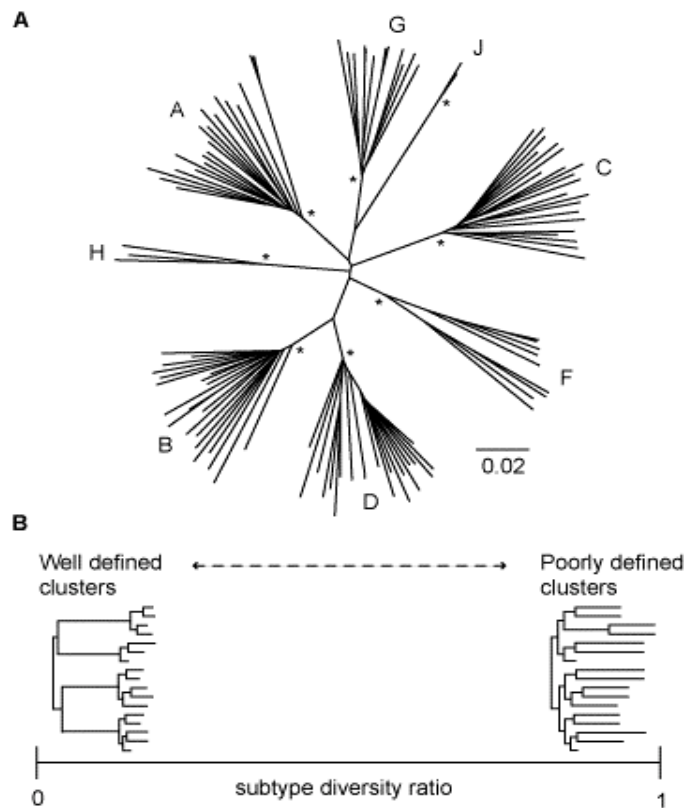 A
G
J
A
C
*
*
*
*
H
*
*
F
*
*
B
0.02
D
B
Well defined
clusters
Poorly defined
clusters
0
subtype diversity ratio
1